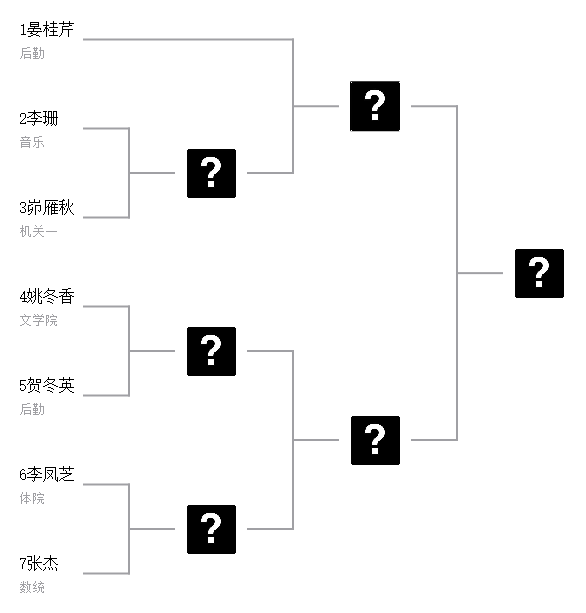 1晏桂芹
后勤
?
2李珊
音乐
?
3峁雁秋
机关一
?
4姚冬香
文学院
?
5贺冬英
后勤
?
6李凤芝
体院
?
7张杰
数统